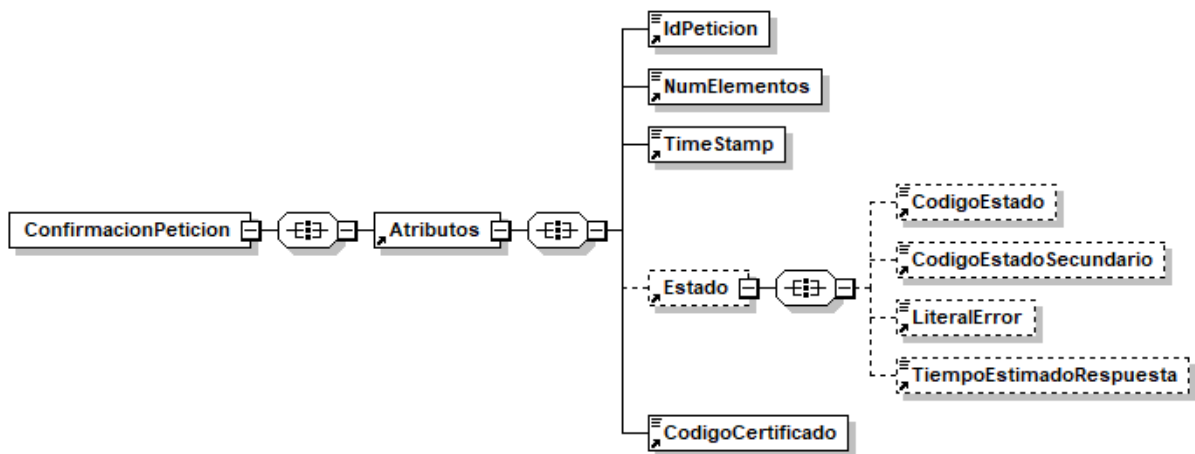 IdPeticion
NumElementos
TimeStamp
ConfirmacionPeticion
Atributos
Estado
CodigoEstado
CodigoEstadoSecundario
LiteralError
TiempoEstimadoRespuesta
CodigoCertificado